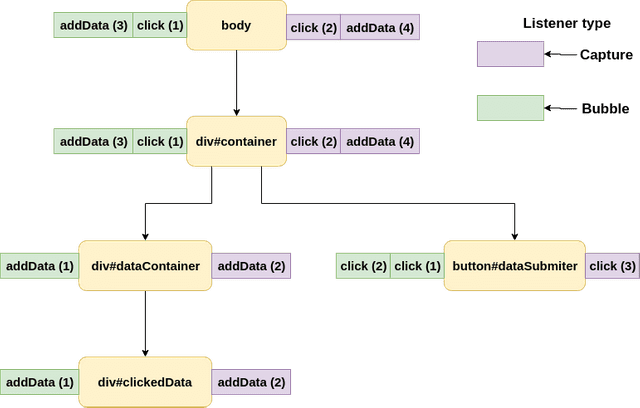 addData (3) click (1) body click (2) addData (4)
Listener type
Capture
Bubble
addData (3) click (1) div#container click (2) addData (4)
addData (1) div#dataContainer addData (2)
click (2) click (1) button#dataSubmiter click (3)
addData (1) div#clickedData addData (2)